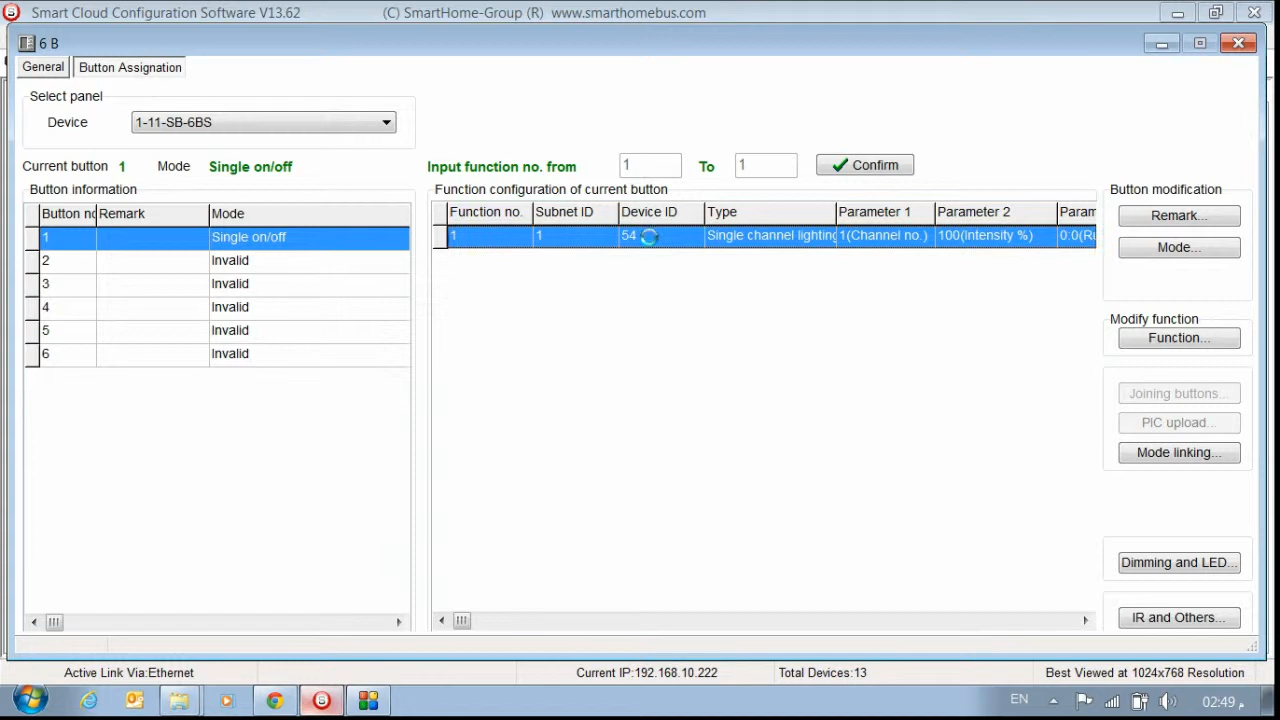 Smart Cloud Configuration Software V13.62 (C) SmartHome-Group (R) www.smarthomebus.com
6 B
General Button Assignation
Select panel
Device 1-11-SB-6BS
Current button 1 Mode Single on/off Input function no. from 1 To 1 Confirm
Button information Function configuration of current button Button modification
Button no Remark Mode Function no. Subnet ID Device ID Type Parameter 1 Parameter 2 Param
Remark...
1 Single on/off 1 1 54 Single channel lighting 1(Channel no.) 100(Intensity %) 0:0(Ru
Mode...
2 Invalid
3 Invalid
4 Invalid
5 Invalid
6 Invalid
Modify function
Function...
Joining buttons...
PIC upload...
Mode linking...
Dimming and LED...
IR and Others...
Active Link Via:Ethernet Current IP:192.168.10.222 Total Devices:13 Best Viewed at 1024x768 Resolution
EN 02:49 م